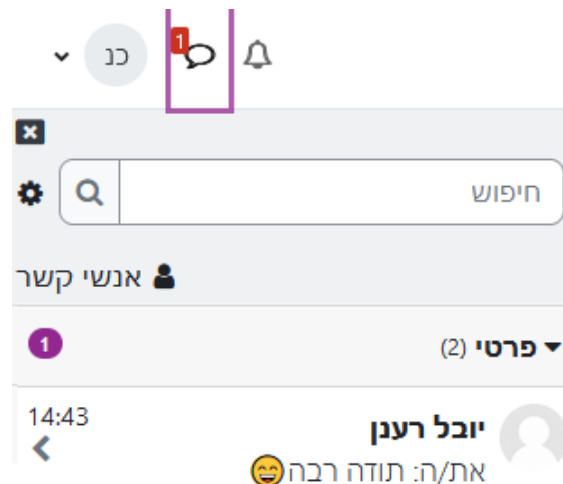 1 כנ
חיפוש
אנשי קשר
פרטי (2) 1
יובל רענן 14:43
את/ה: תודה רבה😄